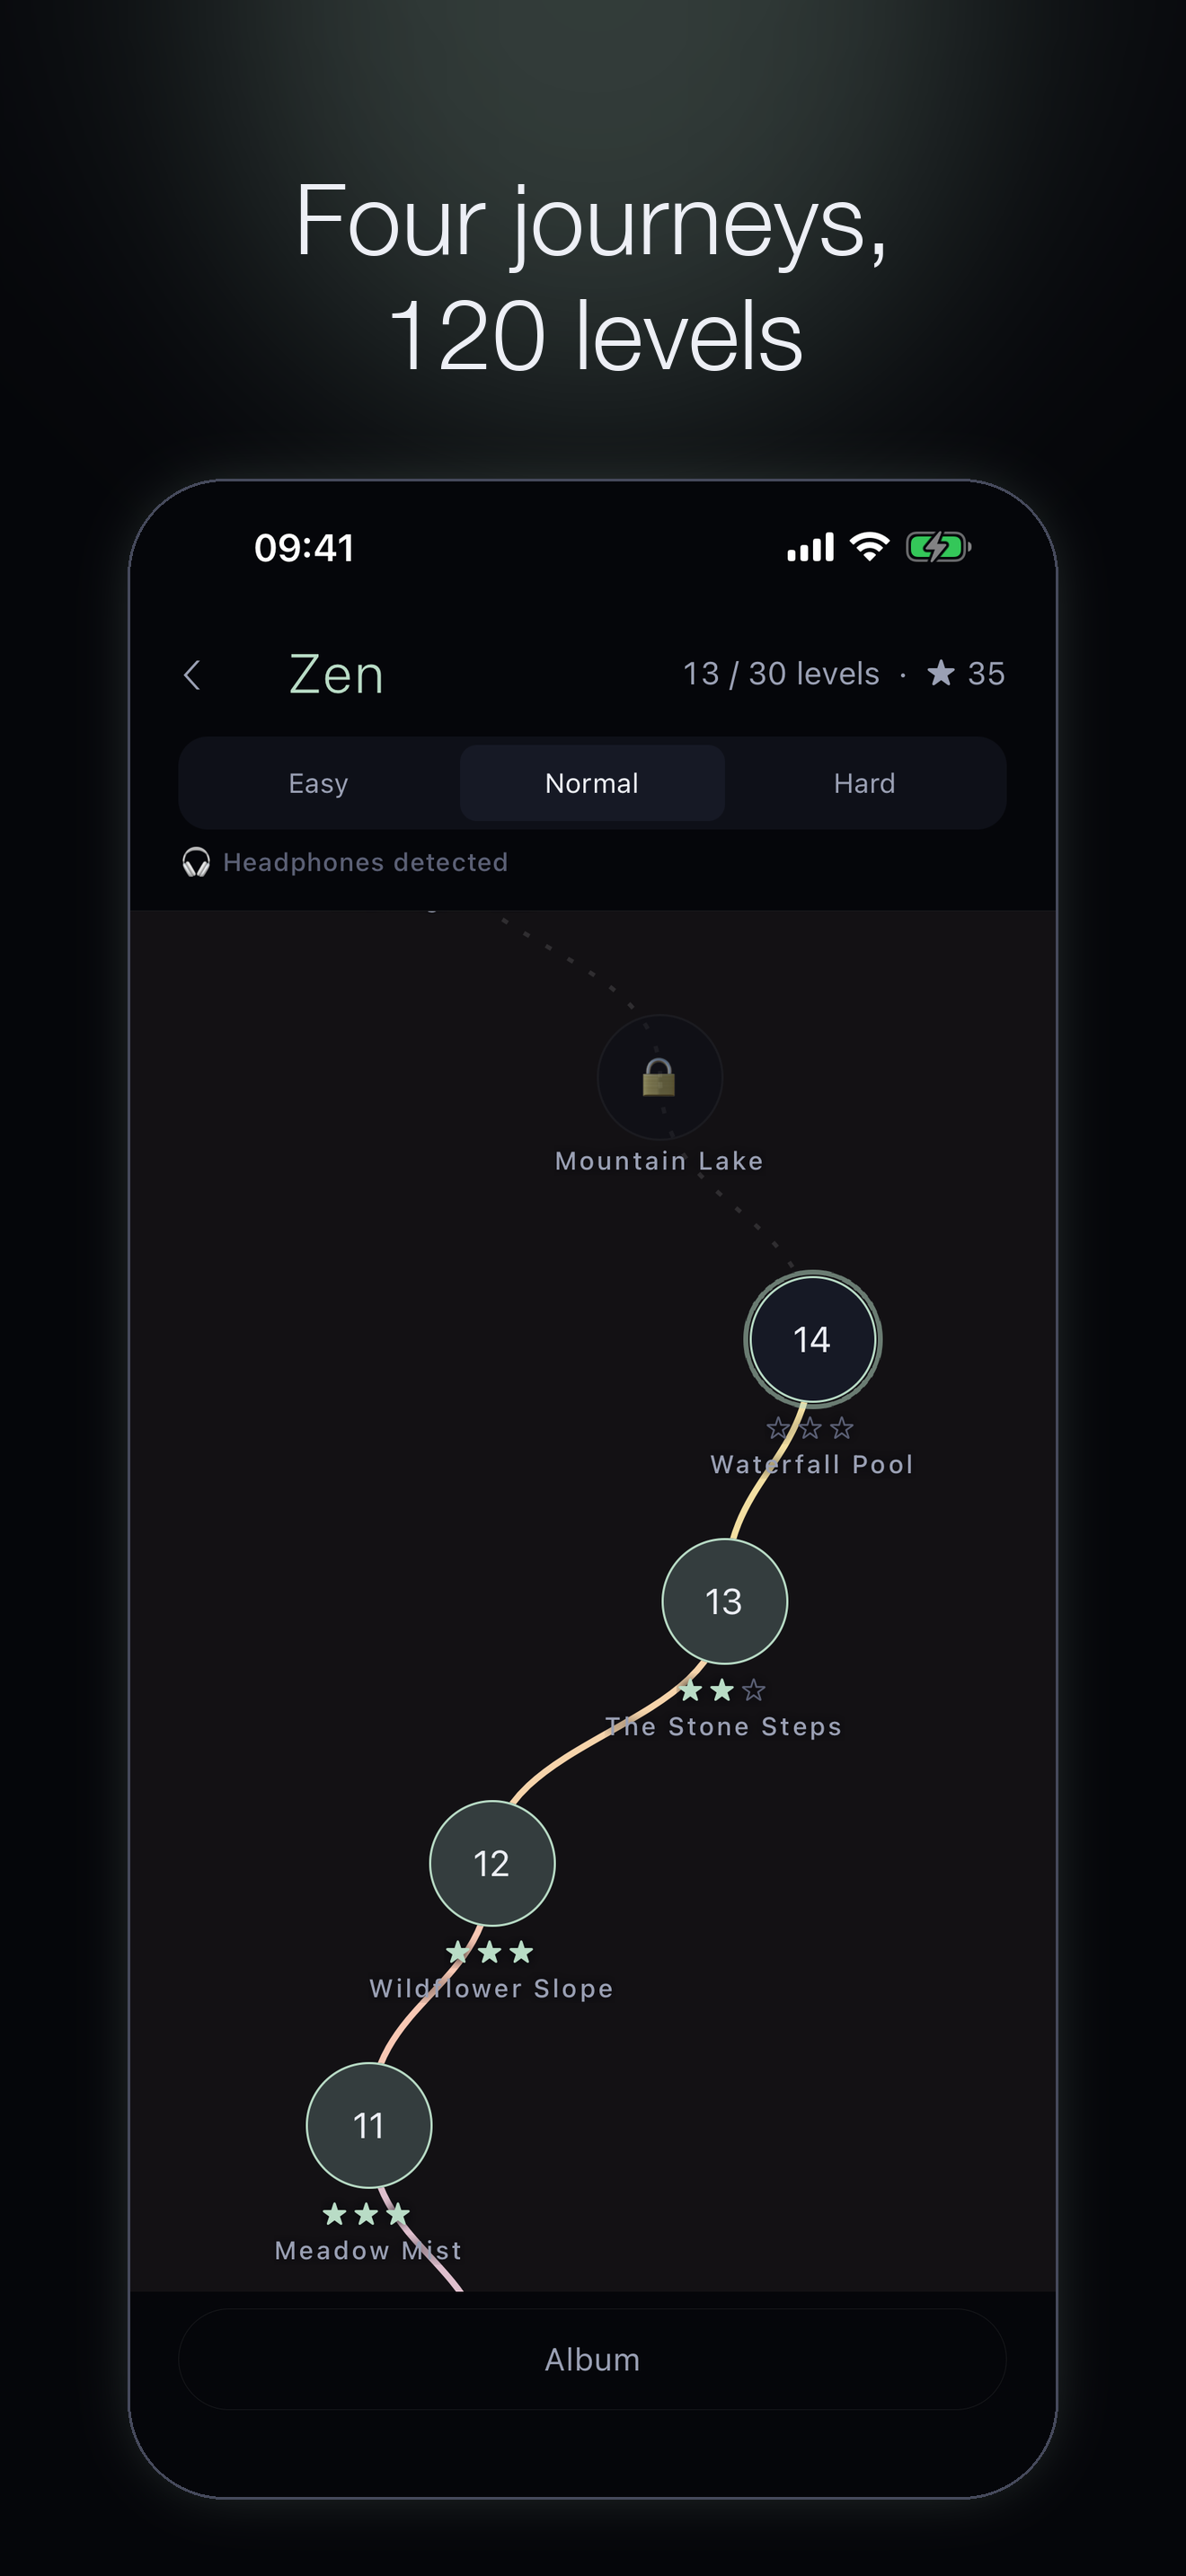 Four journeys,
120 levels
09:41
Zen
13 / 30 levels · ★ 35
Easy
Normal
Hard
Headphones detected
Mountain Lake
14
Waterfall Pool
13
The Stone Steps
12
Wildflower Slope
11
Meadow Mist
Album